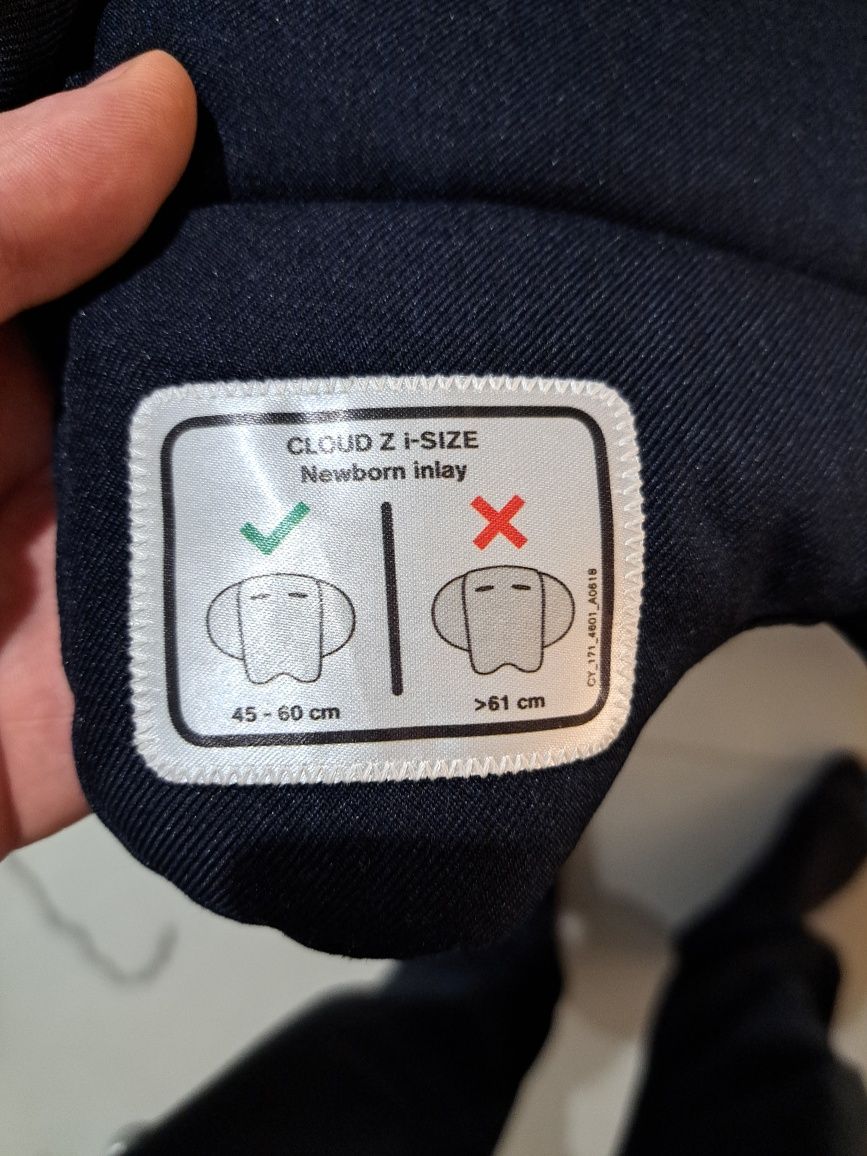 CLOUD Z i-SIZE
Newborn inlay
45 - 60 cm
>61 cm
CY_171_4601_A0618